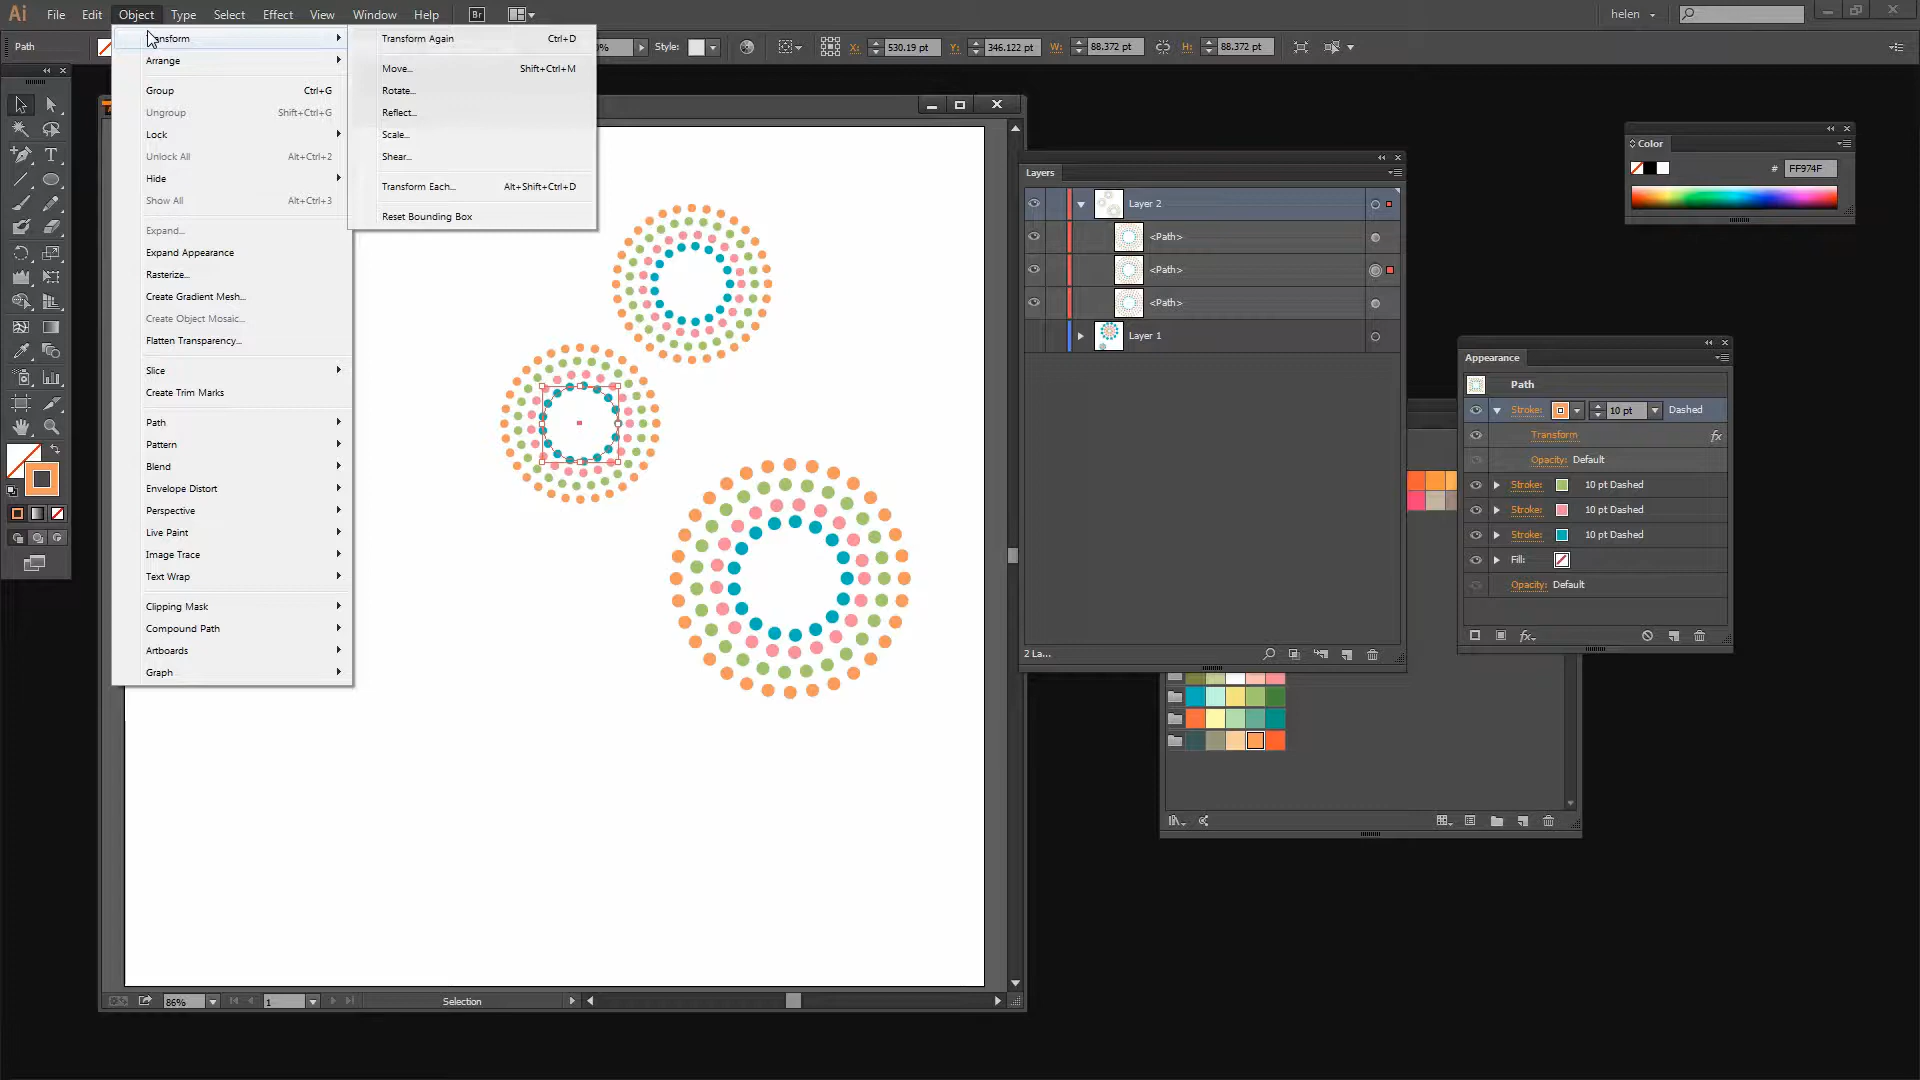 Ai File Edit Object Type Select Effect View Window Help Br helen
Path Style: X: 530.19 pt Y: 346.122 pt W: 88.372 pt H: 88.372 pt
Transform Again Ctrl+D
Arrange
Move... Shift+Ctrl+M
Group Ctrl+G
Rotate...
Ungroup Shift+Ctrl+G
Reflect...
Lock
Scale...
Unlock All Alt+Ctrl+2
Shear...
Hide
Transform Each... Alt+Shift+Ctrl+D
Show All Alt+Ctrl+3
Reset Bounding Box
Expand...
Expand Appearance
Rasterize...
Create Gradient Mesh...
Create Object Mosaic...
Flatten Transparency...
Slice
Create Trim Marks
Path
Pattern
Blend
Envelope Distort
Perspective
Live Paint
Image Trace
Text Wrap
Clipping Mask
Compound Path
Artboards
Graph
86% 1 Selection
Layers
Layer 2
<Path>
<Path>
<Path>
Layer 1
2 La...
Color
# FF974F
Appearance
Path
Stroke: 10 pt Dashed
Transform fx
Opacity: Default
Stroke: 10 pt Dashed
Stroke: 10 pt Dashed
Stroke: 10 pt Dashed
Fill:
Opacity: Default
fx